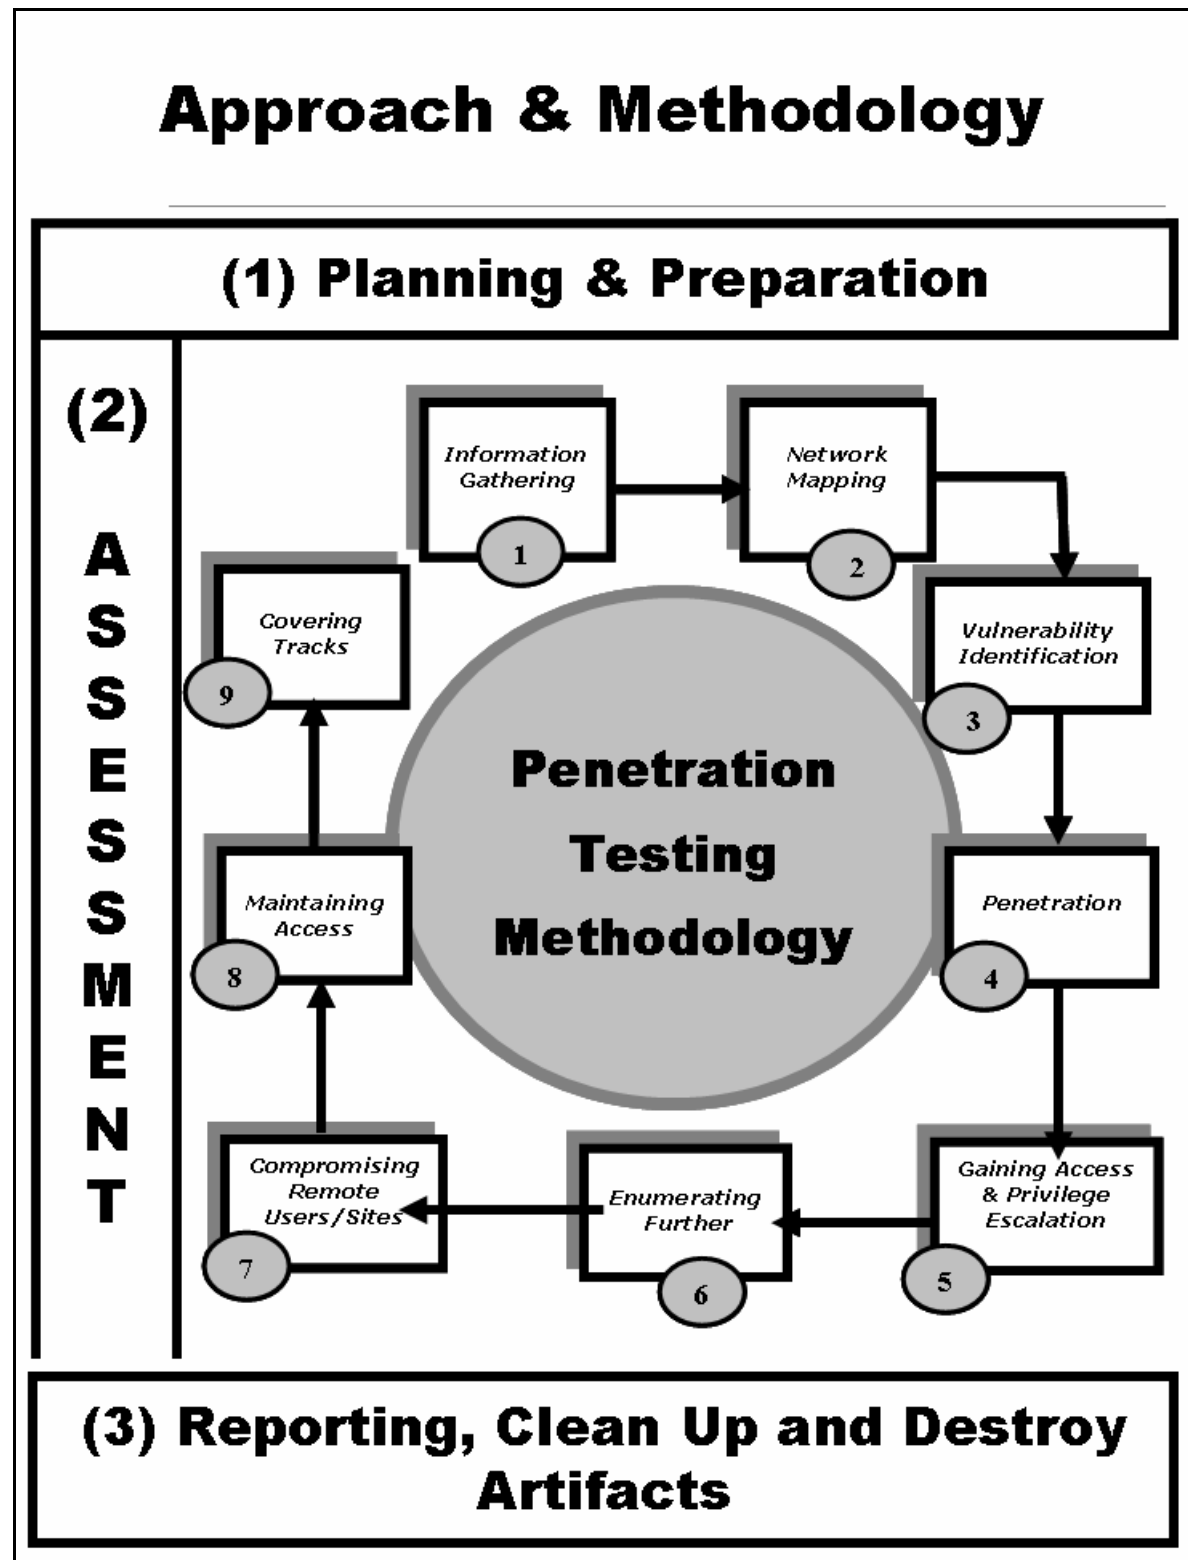 Approach & Methodology
(1) Planning & Preparation
(2)
A
S
S
E
S
S
M
E
N
T
Information
Gathering
1
Network
Mapping
2
Vulnerability
Identification
3
Penetration
4
Gaining Access
& Privilege
Escalation
5
Enumerating
Further
6
Compromising
Remote
Users/Sites
7
Maintaining
Access
8
Covering
Tracks
9
Penetration
Testing
Methodology
(3) Reporting, Clean Up and Destroy
Artifacts